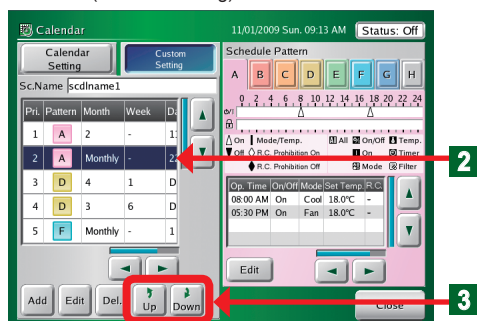 Calendar
11/01/2009 Sun. 09:13 AM Status: Off
Calendar Setting
Custom Setting
Sc.Name scdlname1
Pri. Pattern Month Week
1 A 2 -
2 A Monthly -
3 D 4 1 D
4 D 3 6 D
5 F Monthly - 1
Add Edit Del. Up Down
Schedule Pattern
A B C D E F G H
0 2 4 6 8 10 12 14 16 18 20 22 24
On Mode/Temp. All On/Off Temp.
Off R.C. Prohibition On On Timer
R.C. Prohibition Off Mode Filter
Op. Time On/Off Mode Set Temp. R.C.
08:00 AM On Cool 18.0°C -
05:30 PM On Fan 18.0°C -
Edit
Close
2
3